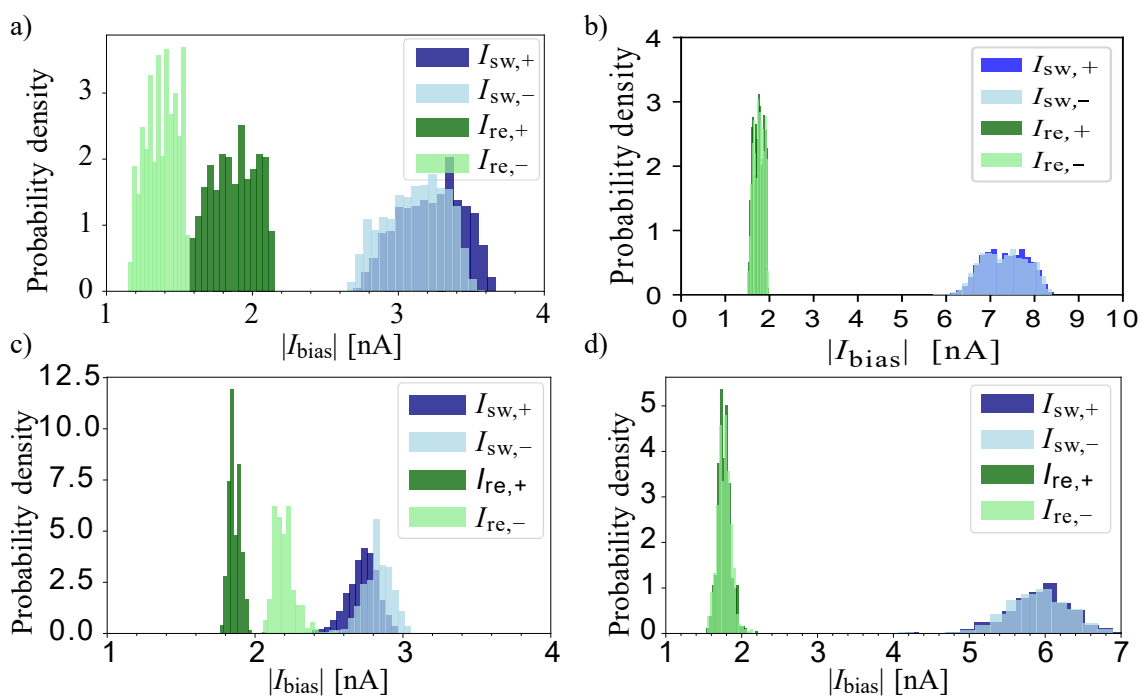 a)
Probability density
3
2
1
0
1
2
3
4
|I_bias| [nA]
I_sw,+
I_sw,−
I_re,+
I_re,−
b)
Probability density
4
3
2
1
0
0 1 2 3 4 5 6 7 8 9 10
|I_bias| [nA]
I_sw,+
I_sw,−
I_re,+
I_re,−
c)
Probability density
12.5
10.0
7.5
5.0
2.5
0.0
1
2
3
4
|I_bias| [nA]
I_sw,+
I_sw,−
I_re,+
I_re,−
d)
Probability density
5
4
3
2
1
0
1 2 3 4 5 6 7
|I_bias| [nA]
I_sw,+
I_sw,−
I_re,+
I_re,−